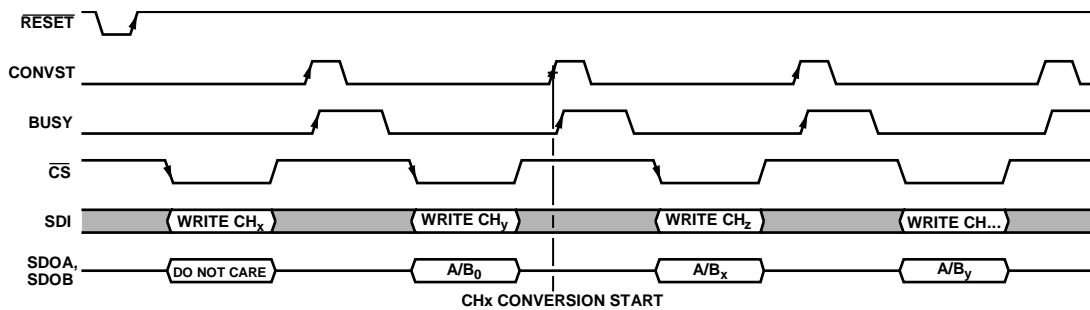 RESET
CONVST
BUSY
CS
SDI
WRITE CHx
WRITE CHy
WRITE CHz
WRITE CH...
SDOA,
SDOB
DO NOT CARE
A/B0
A/Bx
A/By
CHx CONVERSION START